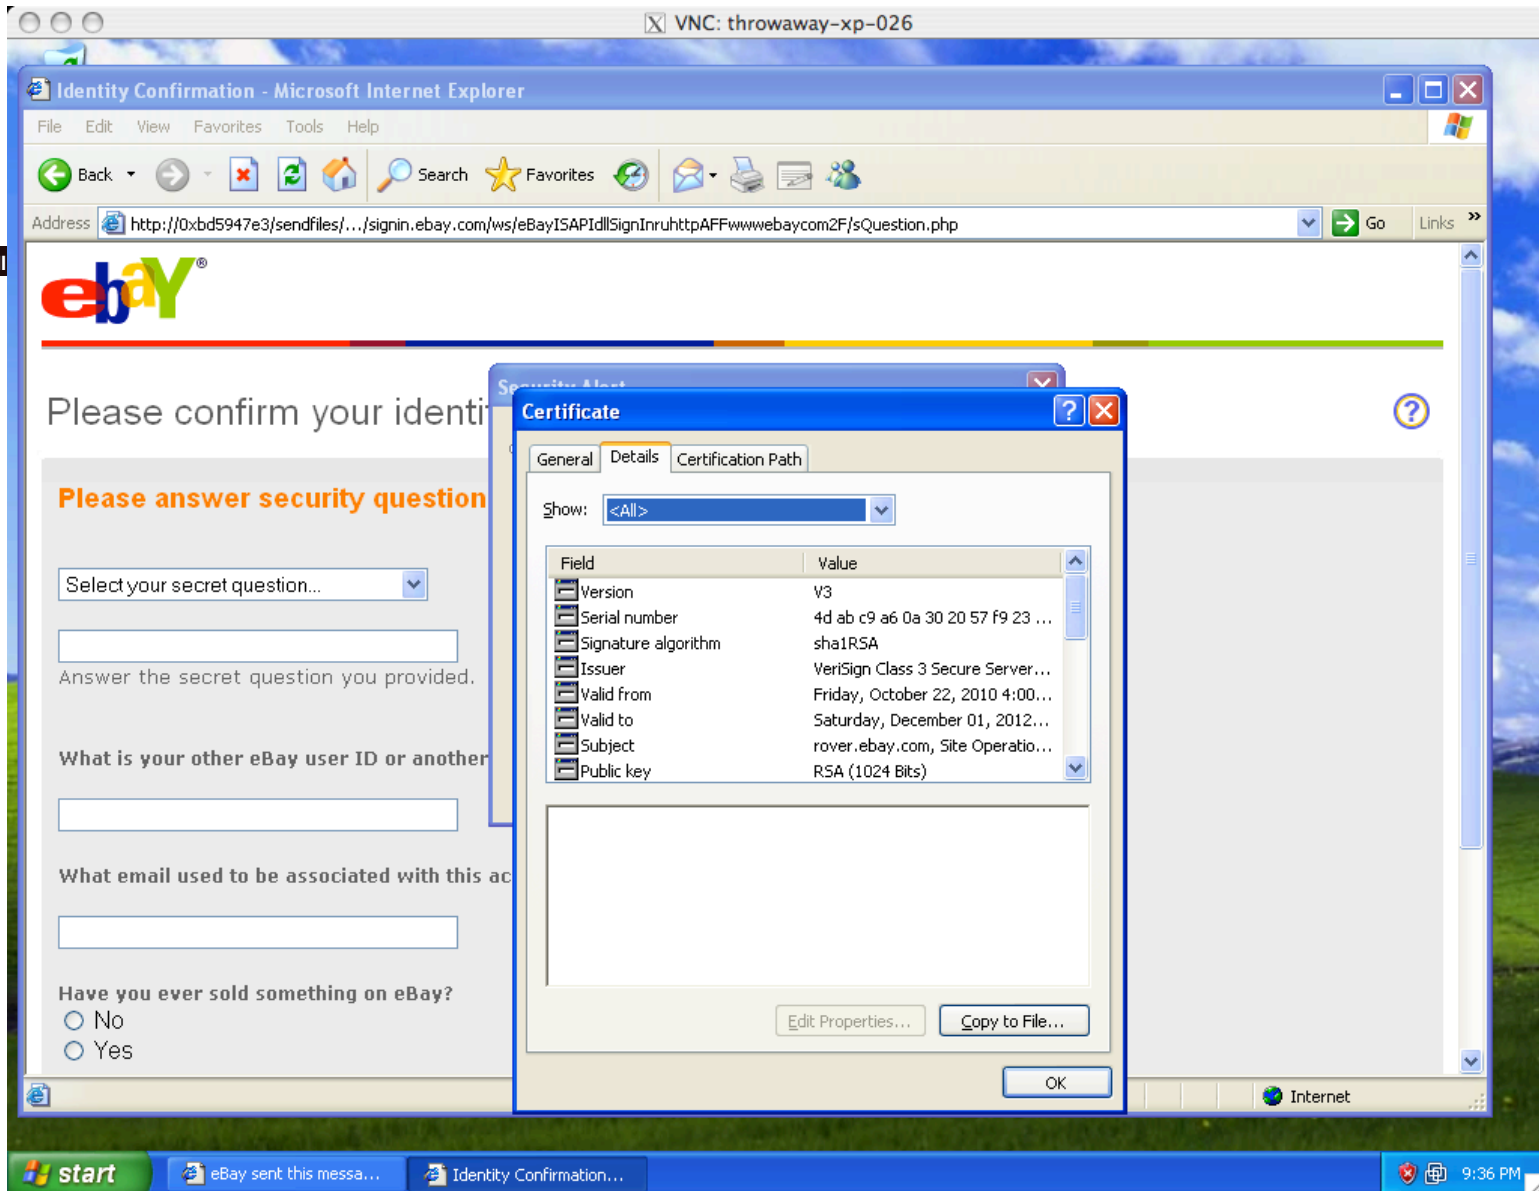 VNC: throwaway-xp-026
Identity Confirmation - Microsoft Internet Explorer
File Edit View Favorites Tools Help
Back Search Favorites
Address http://0xbd5947e3/sendfiles/.../signin.ebay.com/ws/eBayISAPIdllSignInruhttpAFFwwwebaycom2F/sQuestion.php Go Links »
ebaY®
Security Alert
Please confirm your identi
Certificate
General Details Certification Path
Please answer security question
Show: <All>
Field Value
Select your secret question...
Version V3
Serial number 4d ab c9 a6 0a 30 20 57 f9 23 ...
Signature algorithm sha1RSA
Issuer VeriSign Class 3 Secure Server...
Answer the secret question you provided.
Valid from Friday, October 22, 2010 4:00...
Valid to Saturday, December 01, 2012...
Subject rover.ebay.com, Site Operatio...
Public key RSA (1024 Bits)
What is your other eBay user ID or another
What email used to be associated with this ac
Have you ever sold something on eBay?
No
Yes
Edit Properties... Copy to File...
OK
Internet
start eBay sent this messa... Identity Confirmation... 9:36 PM